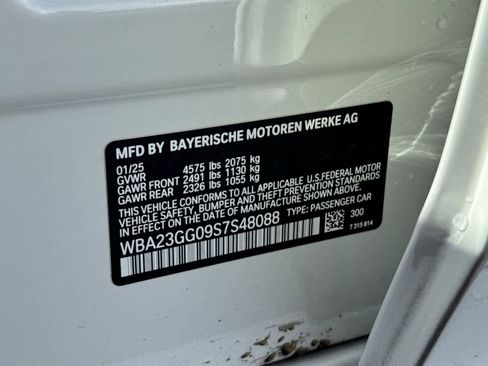 MFD BY BAYERISCHE MOTOREN WERKE AG
01/25
GVWR 4575 lbs 2075 kg
GAWR FRONT 2491 lbs 1130 kg
GAWR REAR 2326 lbs 1055 kg
THIS VEHICLE CONFORMS TO ALL APPLICABLE U.S. FEDERAL MOTOR
VEHICLE SAFETY, BUMPER AND THEFT PREVENTION STANDARDS
IN EFFECT ON THE DATE OF MANUFACTURE SHOWN ABOVE.
WBA23GG09S7S48088 TYPE: PASSENGER CAR
300
7 315 814